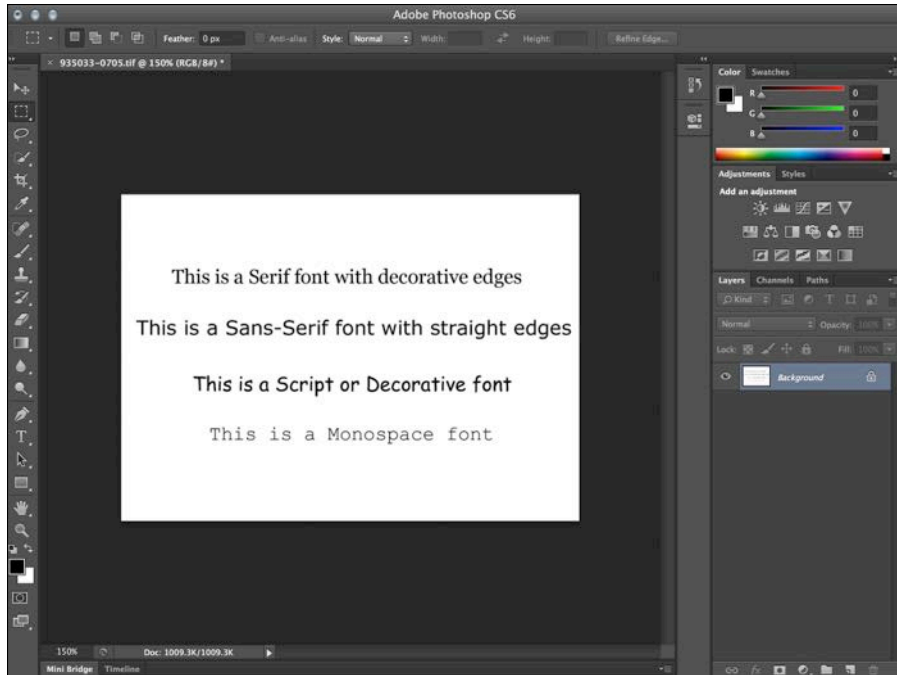 Adobe Photoshop CS6
Feather: 0 px Anti-alias Style: Normal Width: Height: Refine Edge...
× 935033-0705.tif @ 150% (RGB/8#) *
Color Swatches
R 0
G 0
B 0
Adjustments Styles
Add an adjustment
This is a Serif font with decorative edges
This is a Sans-Serif font with straight edges
This is a Script or Decorative font
This is a Monospace font
Layers Channels Paths
Kind
Normal Opacity: 100%
Lock: Fill: 100%
Background
150% Doc: 1009.3K/1009.3K
Mini Bridge Timeline